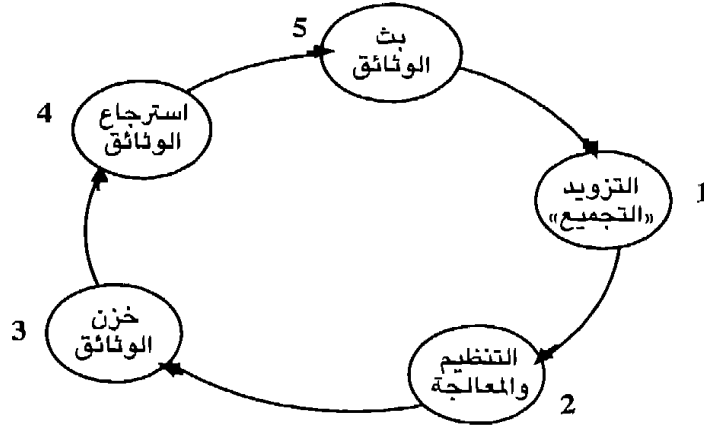 5
بث
الوثائق
4
استرجاع
الوثائق
1
التزويد
«التجميع»
3
خزن
الوثائق
التنظيم
والمعالجة
2